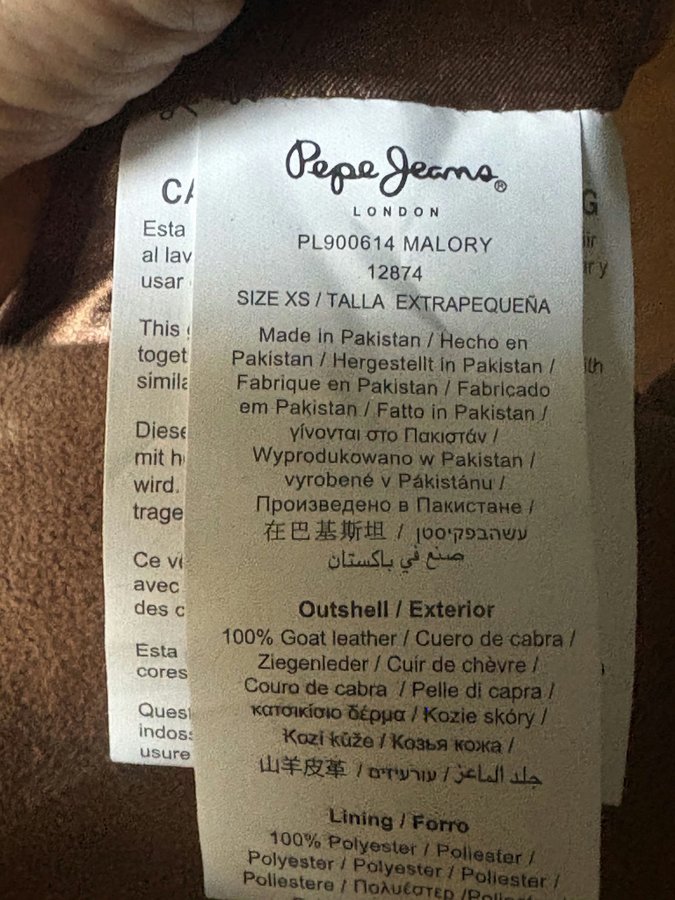 Pepe Jeans®
LONDON
PL900614 MALORY
12874
SIZE XS / TALLA EXTRAPEQUEÑA
Made in Pakistan / Hecho en
Pakistan / Hergestellt in Pakistan /
Fabrique en Pakistan / Fabricado
em Pakistan / Fatto in Pakistan /
γίνονται στο Πακιστάν /
Wyprodukowano w Pakistan /
vyrobené v Pákistánu /
Произведено в Пакистане /
在巴基斯坦 / עשהבפקיסטן
صنع في باكستان
Outshell / Exterior
100% Goat leather / Cuero de cabra /
Ziegenleder / Cuir de chèvre /
Couro de cabra / Pelle di capra /
κατσικίσιο δέρμα / Kozie skóry /
Kozí kůže / Козья кожа /
山羊皮革 / עורעיזים / جلد الماعز
Lining / Forro
100% Polyester / Poliester /
Polyester / Polyester / Polyester /
Poliestere / Πολυέστερ /
Esta
al lav
usar
This
toget
simila
Diese
mit h
wird.
trage
Ce v
avec
des c
Esta
cores
Quest
indoss
usure